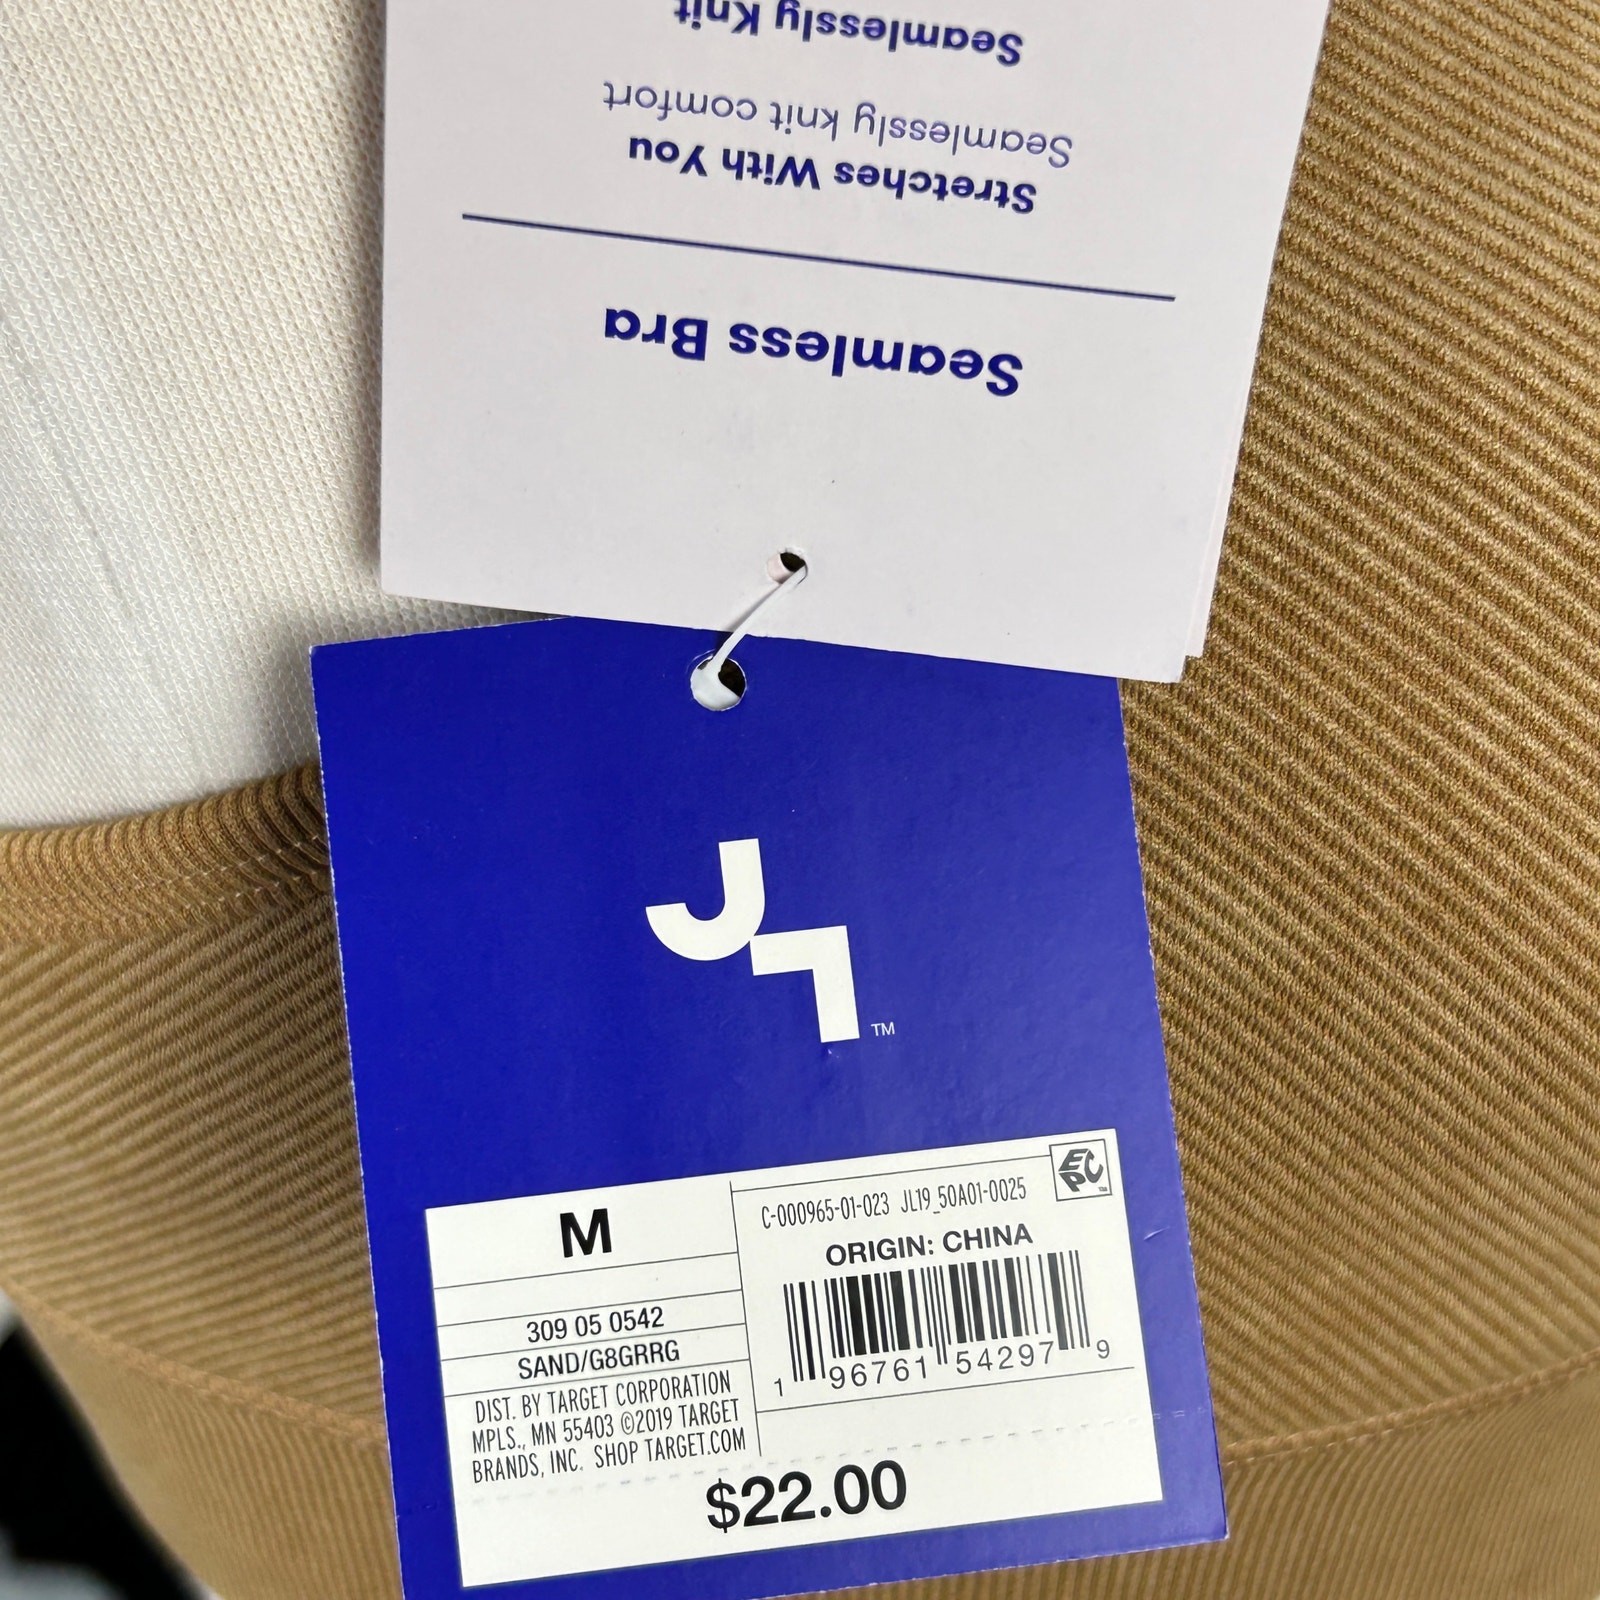 Seamless Bra
Stretches With You
Seamlessly knit comfort
Seamlessly Knit
JL™
M
309 05 0542
SAND/G8GRRG
DIST. BY TARGET CORPORATION
MPLS., MN 55403 ©2019 TARGET
BRANDS, INC. SHOP TARGET.COM
C-000965-01-023 JL19_50A01-0025
EPC
ORIGIN: CHINA
1 96761 54297 9
$22.00